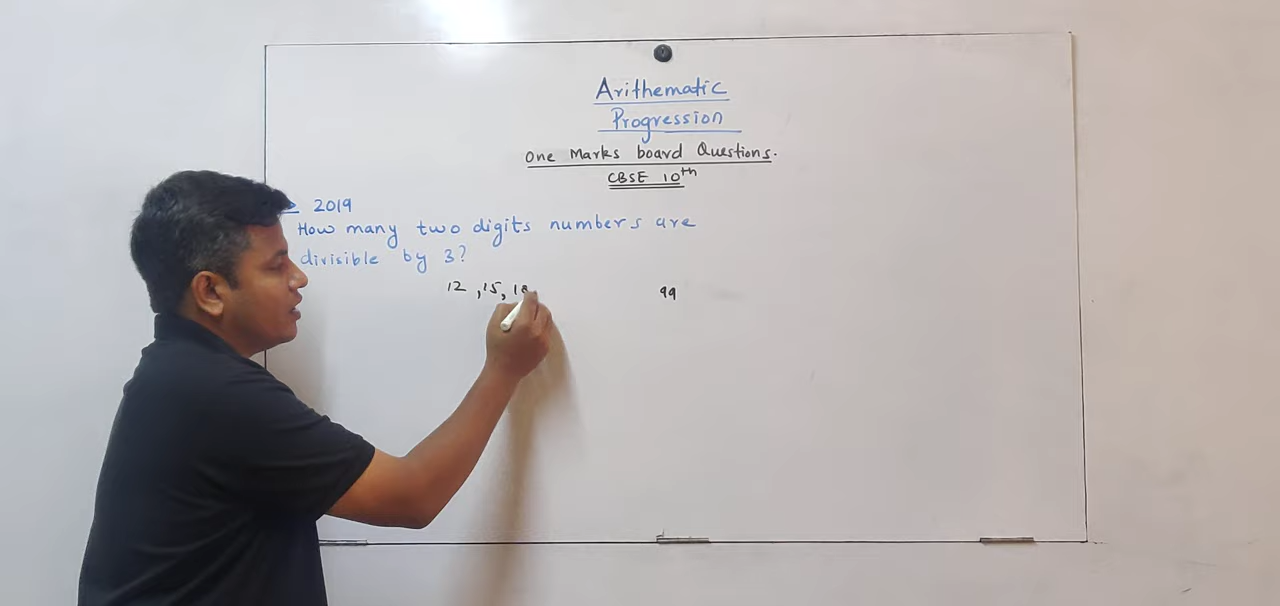 Arithematic
Progression
One Marks board Questions.
CBSE 10th
2019
How many two digits numbers are
divisible by 3?
12 , 15, 18 99